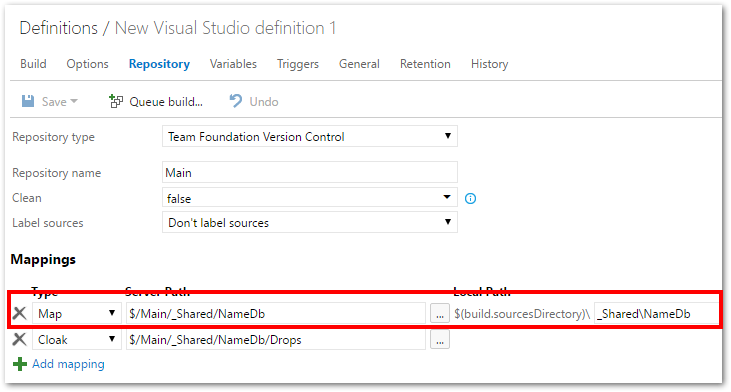 Definitions / New Visual Studio definition 1
Build Options Repository Variables Triggers General Retention History
Save Queue build... Undo
Repository type Team Foundation Version Control
Repository name Main
Clean false
Label sources Don't label sources
Mappings
Type Server Path Local Path
Map $/Main/_Shared/NameDb ... $(build.sourcesDirectory)\ _Shared\NameDb
Cloak $/Main/_Shared/NameDb/Drops ...
Add mapping